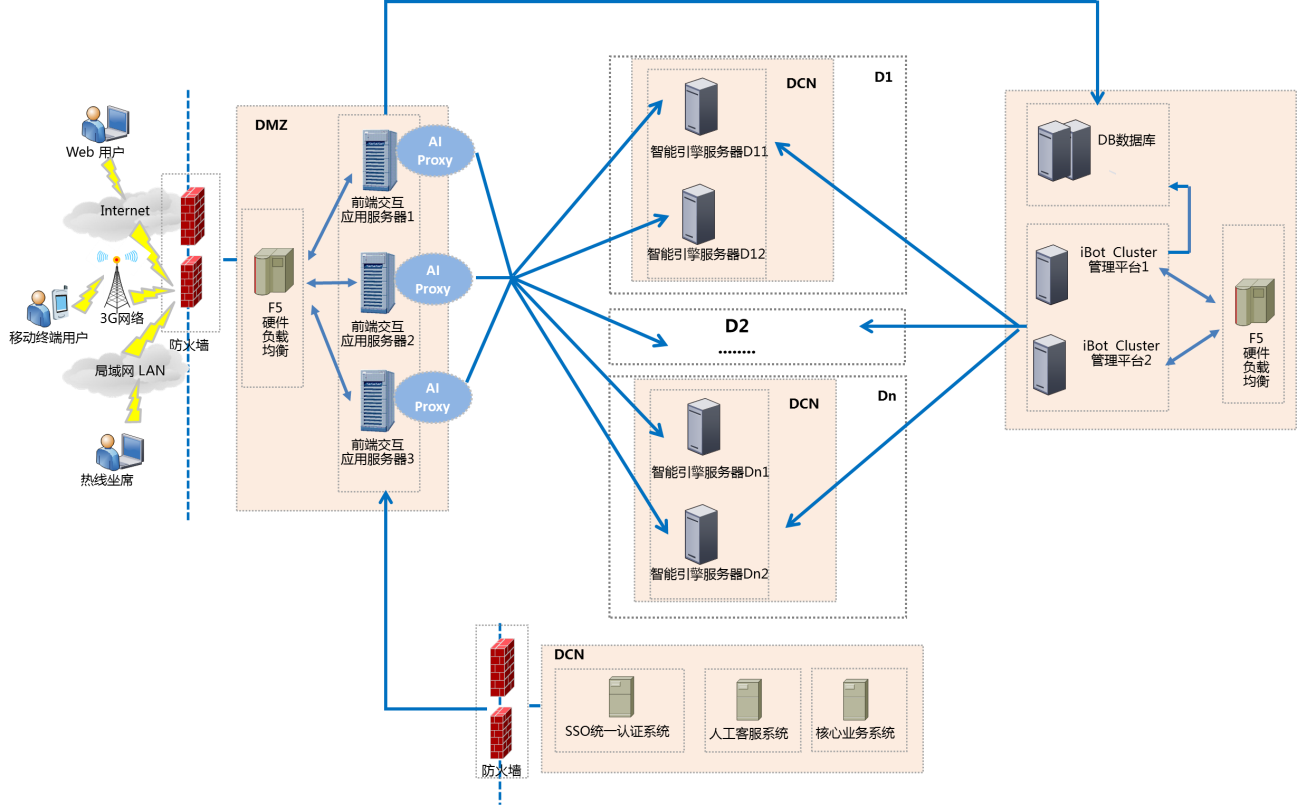 Web 用户
Internet
3G网络
移动终端用户
局域网 LAN
热线坐席
防火墙
DMZ
F5
硬件
负载
均衡
AI
Proxy
前端交互
应用服务器1
AI
Proxy
前端交互
应用服务器2
AI
Proxy
前端交互
应用服务器3
D1
DCN
智能引擎服务器D11
智能引擎服务器D12
D2
........
Dn
DCN
智能引擎服务器Dn1
智能引擎服务器Dn2
DB数据库
iBot Cluster
管理平台1
iBot Cluster
管理平台2
F5
硬件
负载
均衡
防火墙
DCN
SSO统一认证系统
人工客服系统
核心业务系统